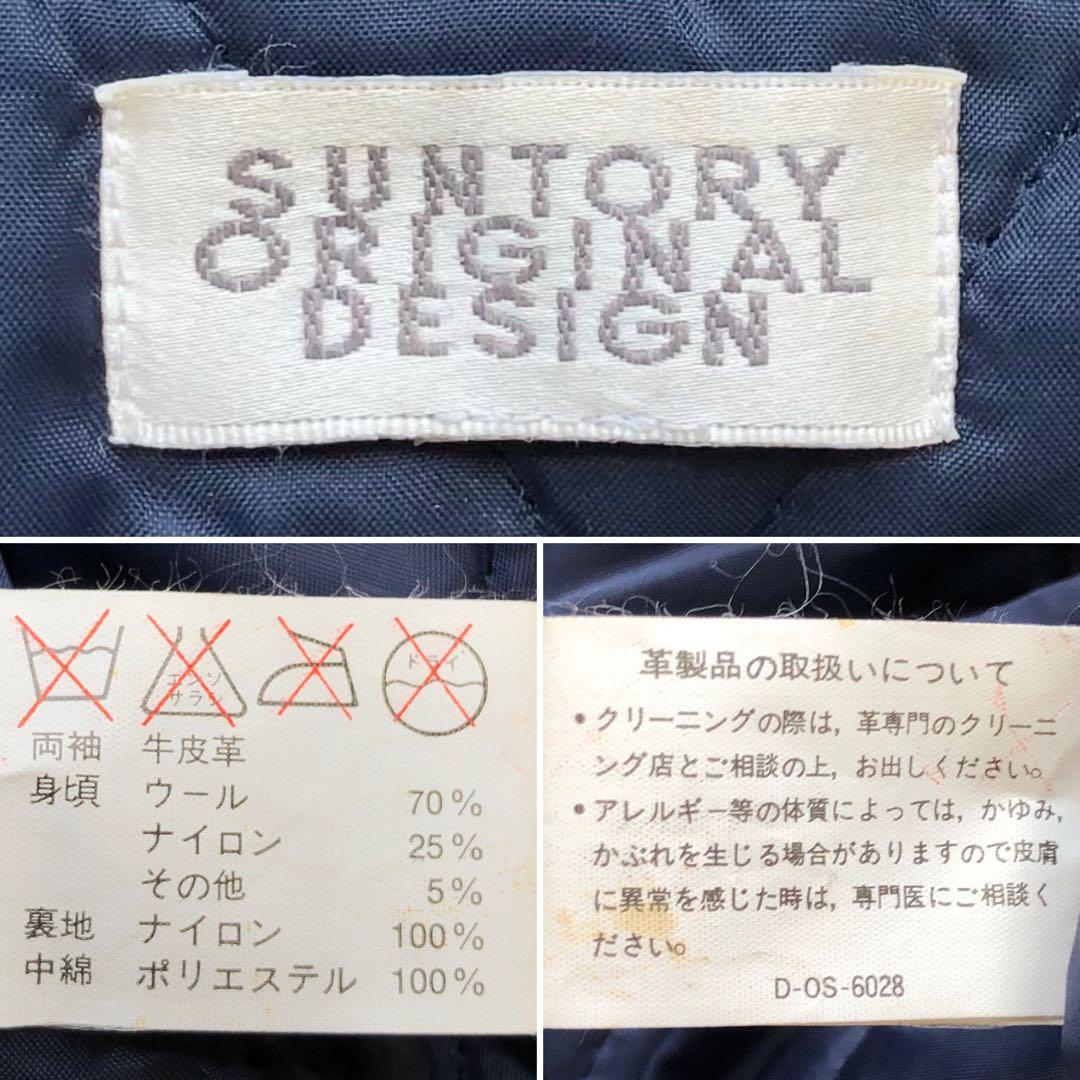 SUNTORY
ORIGINAL
DESIGN
エンソ
サラシ
ドライ
両袖 牛皮革
身頃 ウール 70%
ナイロン 25%
その他 5%
裏地 ナイロン 100%
中綿 ポリエステル 100%
革製品の取扱いについて
•クリーニングの際は,革専門のクリーニ
ング店とご相談の上,お出しください。
•アレルギー等の体質によっては,かゆみ,
かぶれを生じる場合がありますので皮膚
に異常を感じた時は,専門医にご相談く
ださい。
D-OS-6028